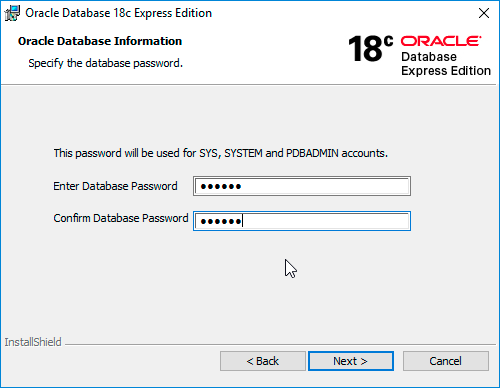 Oracle Database 18c Express Edition
Oracle Database Information
Specify the database password.
18c ORACLE
Database
Express Edition
This password will be used for SYS, SYSTEM and PDBADMIN accounts.
Enter Database Password ●●●●●●
Confirm Database Password ●●●●●●
InstallShield
< Back Next > Cancel